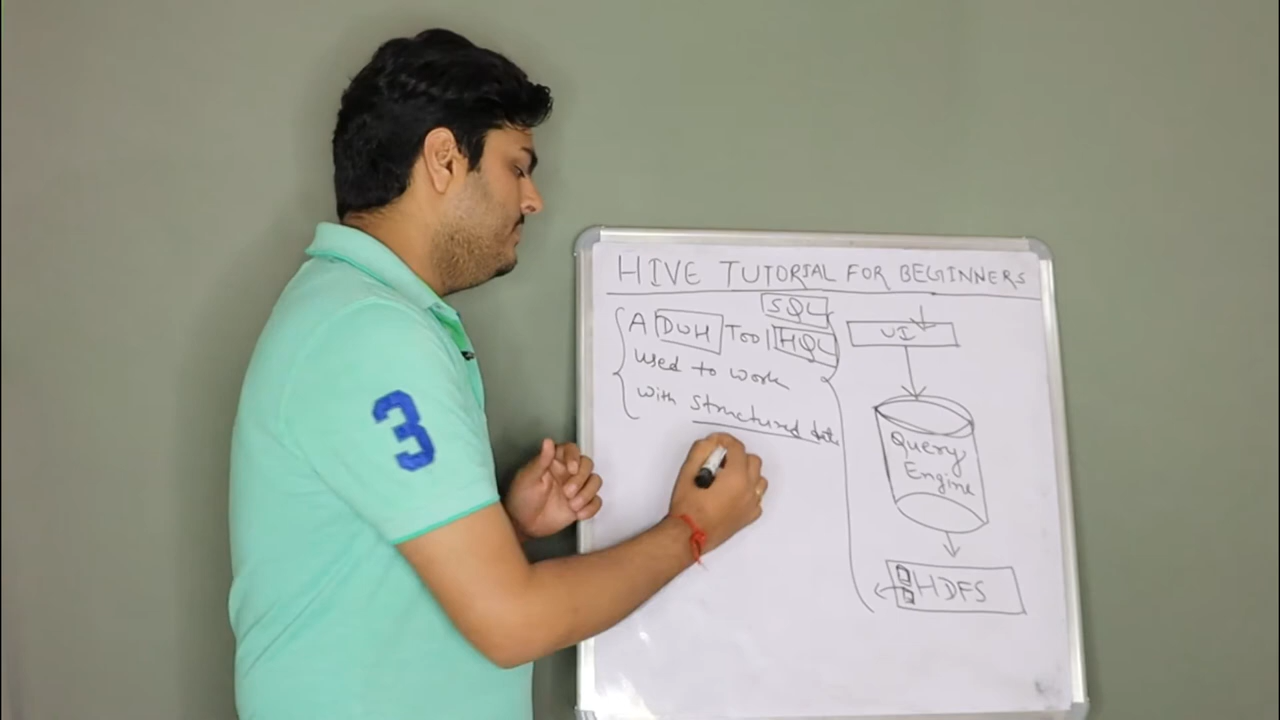 HIVE TUTORIAL FOR BEGINNERS
SQL
A DWH Tool HQL
Used to work
with structured data
UI
Query
Engine
HDFS
3